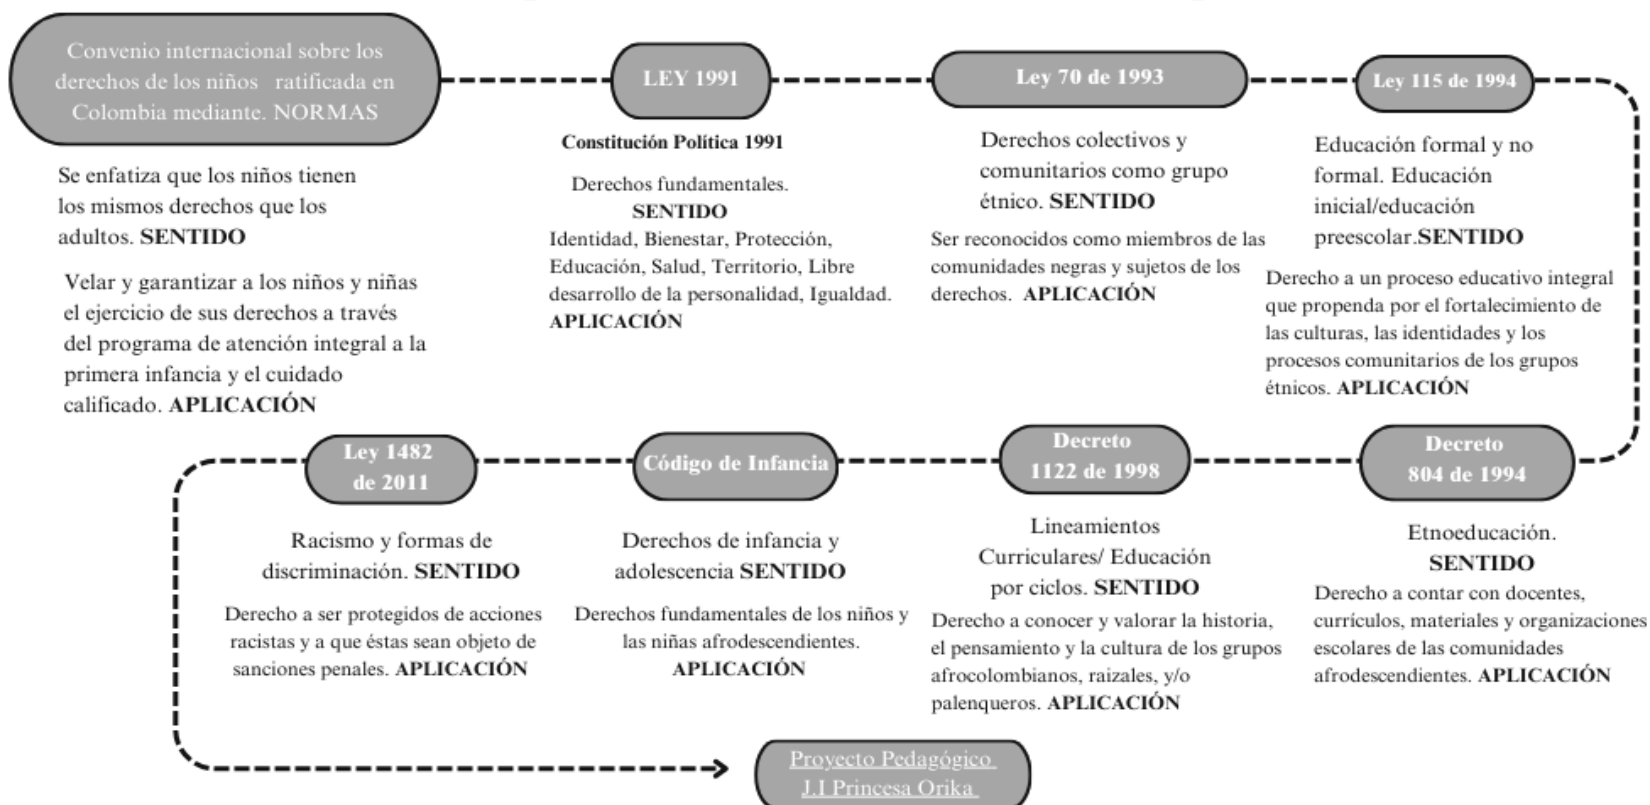 Convenio internacional sobre los
derechos de los niños ratificada en
Colombia mediante. NORMAS
Se enfatiza que los niños tienen
los mismos derechos que los
adultos. SENTIDO
Velar y garantizar a los niños y niñas
el ejercicio de sus derechos a través
del programa de atención integral a la
primera infancia y el cuidado
calificado. APLICACIÓN
LEY 1991
Constitución Política 1991
Derechos fundamentales.
SENTIDO
Identidad, Bienestar, Protección,
Educación, Salud, Territorio, Libre
desarrollo de la personalidad, Igualdad.
APLICACIÓN
Ley 70 de 1993
Derechos colectivos y
comunitarios como grupo
étnico. SENTIDO
Ser reconocidos como miembros de las
comunidades negras y sujetos de los
derechos. APLICACIÓN
Ley 115 de 1994
Educación formal y no
formal. Educación
inicial/educación
preescolar.SENTIDO
Derecho a un proceso educativo integral
que propenda por el fortalecimiento de
las culturas, las identidades y los
procesos comunitarios de los grupos
étnicos. APLICACIÓN
Decreto
804 de 1994
Etnoeducación.
SENTIDO
Derecho a contar con docentes,
currículos, materiales y organizaciones
escolares de las comunidades
afrodescendientes. APLICACIÓN
Decreto
1122 de 1998
Lineamientos
Curriculares/ Educación
por ciclos. SENTIDO
Derecho a conocer y valorar la historia,
el pensamiento y la cultura de los grupos
afrocolombianos, raizales, y/o
palenqueros. APLICACIÓN
Código de Infancia
Derechos de infancia y
adolescencia SENTIDO
Derechos fundamentales de los niños y
las niñas afrodescendientes.
APLICACIÓN
Ley 1482
de 2011
Racismo y formas de
discriminación. SENTIDO
Derecho a ser protegidos de acciones
racistas y a que éstas sean objeto de
sanciones penales. APLICACIÓN
Proyecto Pedagógico
J.I Princesa Orika